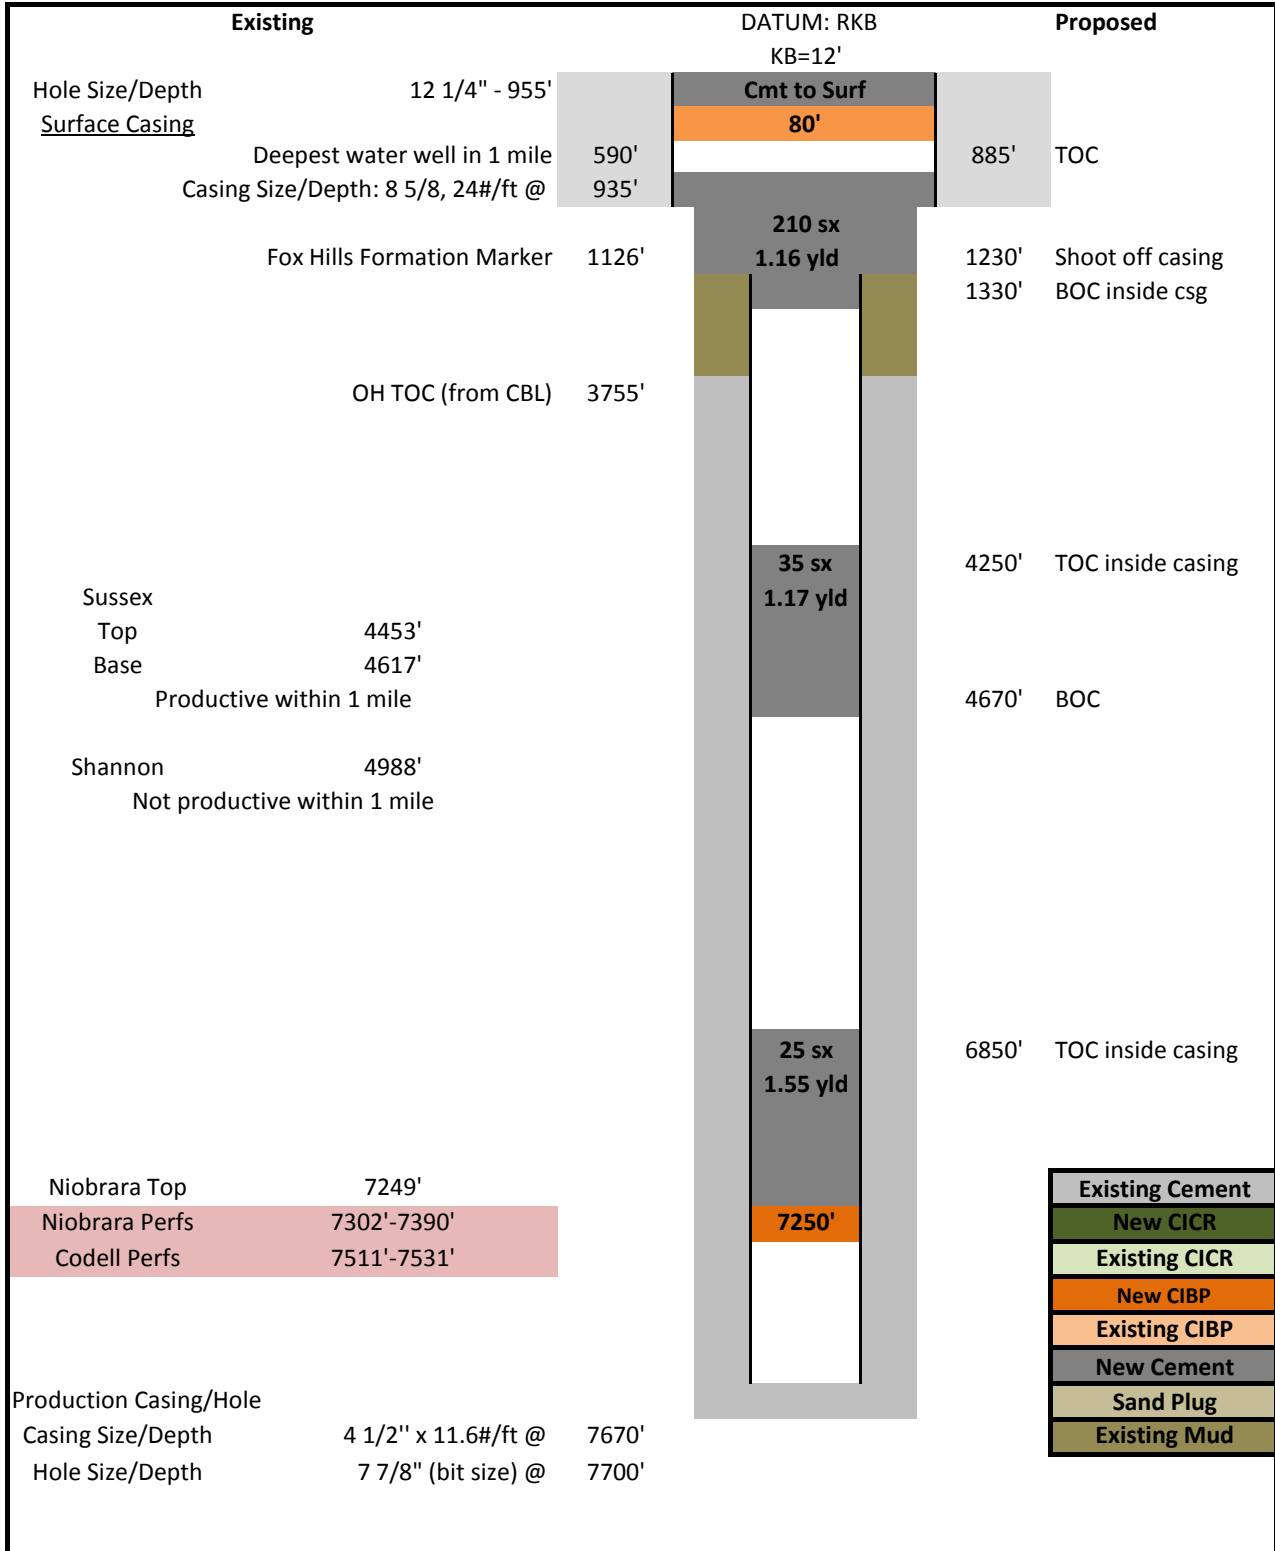 Existing DATUM: RKB Proposed
KB=12'
Hole Size/Depth 12 1/4" - 955' Cmt to Surf
Surface Casing 80'
Deepest water well in 1 mile 590' 885' TOC
Casing Size/Depth: 8 5/8, 24#/ft @ 935'
210 sx
Fox Hills Formation Marker 1126' 1.16 yld 1230' Shoot off casing
1330' BOC inside csg
OH TOC (from CBL) 3755'
35 sx 4250' TOC inside casing
Sussex 1.17 yld
Top 4453'
Base 4617'
Productive within 1 mile 4670' BOC
Shannon 4988'
Not productive within 1 mile
25 sx 6850' TOC inside casing
1.55 yld
Niobrara Top 7249' Existing Cement
Niobrara Perfs 7302'-7390' 7250' New CICR
Codell Perfs 7511'-7531' Existing CICR
New CIBP
Existing CIBP
New Cement
Production Casing/Hole Sand Plug
Casing Size/Depth 4 1/2'' x 11.6#/ft @ 7670' Existing Mud
Hole Size/Depth 7 7/8" (bit size) @ 7700'